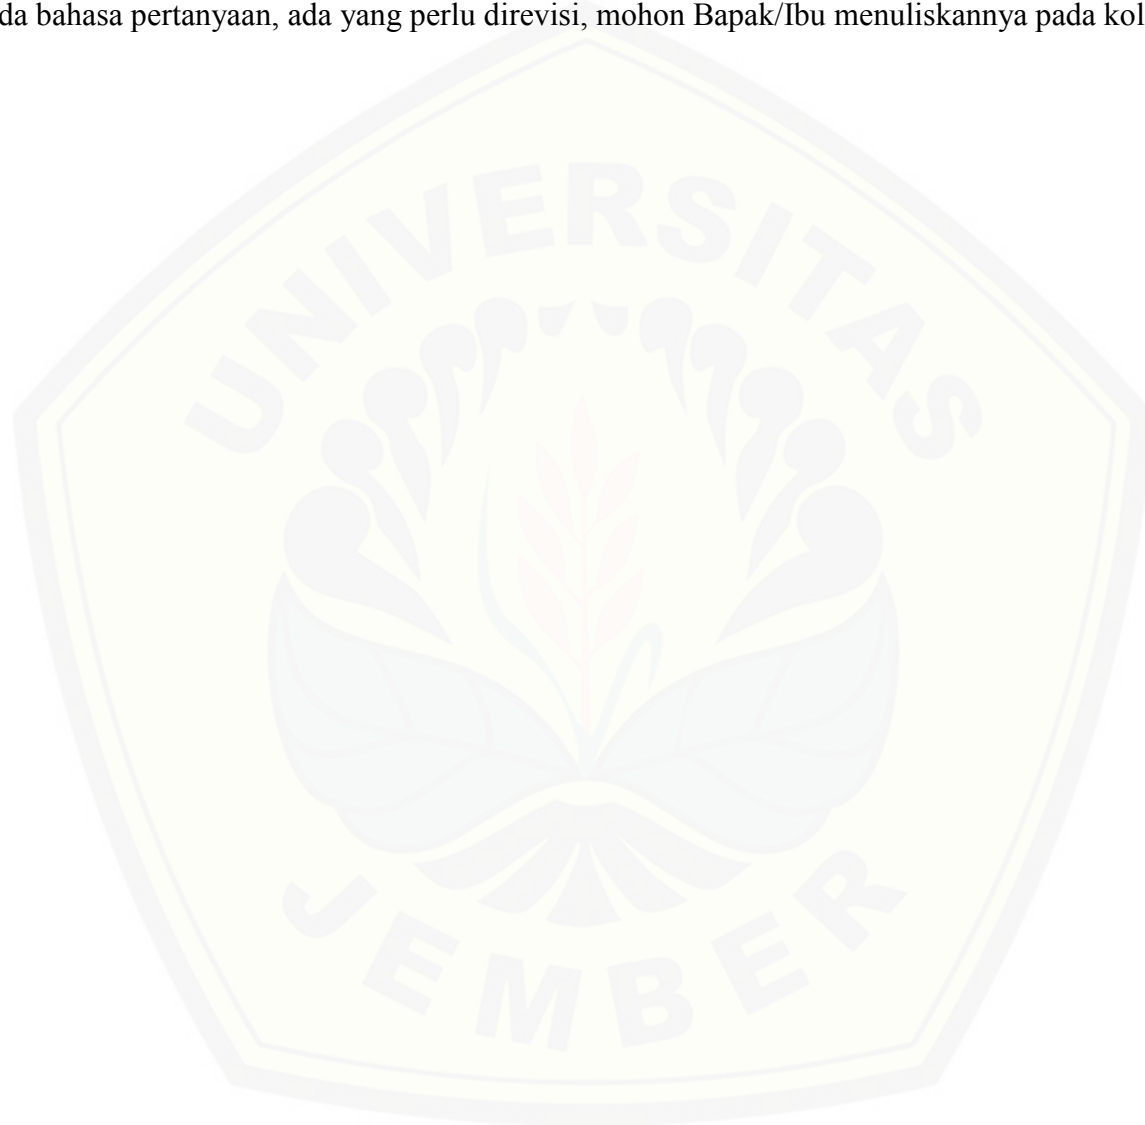 da bahasa pertanyaan, ada yang perlu direvisi, mohon Bapak/Ibu menuliskannya pada kol
UNIVERSITAS
JEMBER